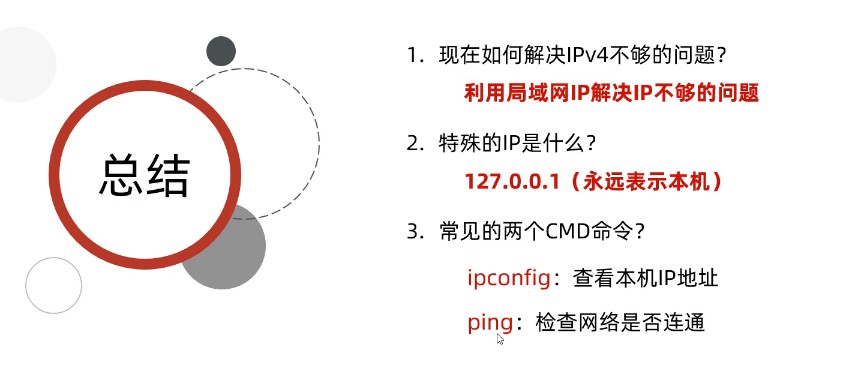 总结
1. 现在如何解决IPv4不够的问题？
利用局域网IP解决IP不够的问题
2. 特殊的IP是什么？
127.0.0.1（永远表示本机）
3. 常见的两个CMD命令？
ipconfig：查看本机IP地址
ping：检查网络是否连通